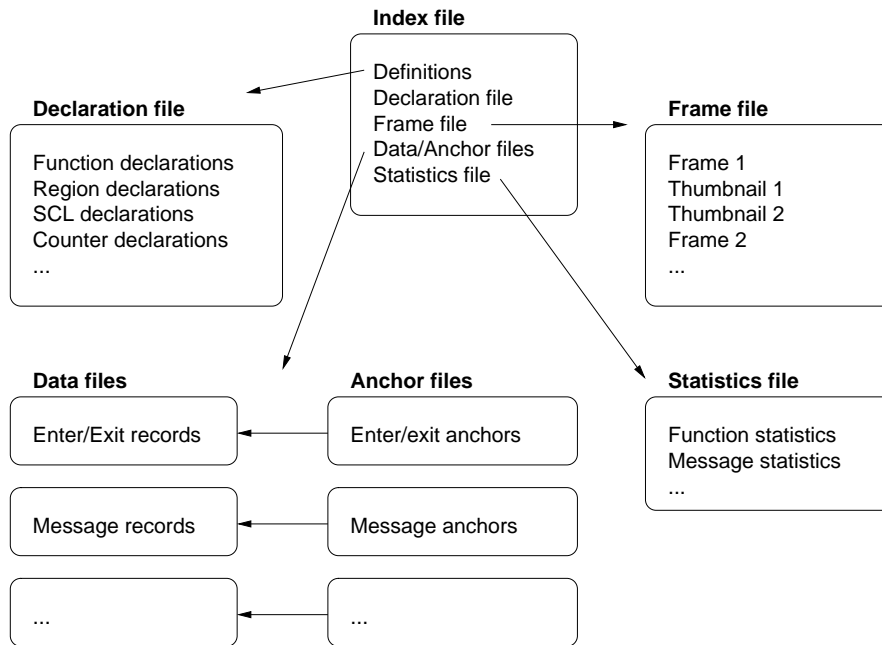 Index file
Definitions
Declaration file
Frame file
Data/Anchor files
Statistics file
Declaration file
Function declarations
Region declarations
SCL declarations
Counter declarations
...
Frame file
Frame 1
Thumbnail 1
Thumbnail 2
Frame 2
...
Data files
Enter/Exit records
Message records
...
Anchor files
Enter/exit anchors
Message anchors
...
Statistics file
Function statistics
Message statistics
...